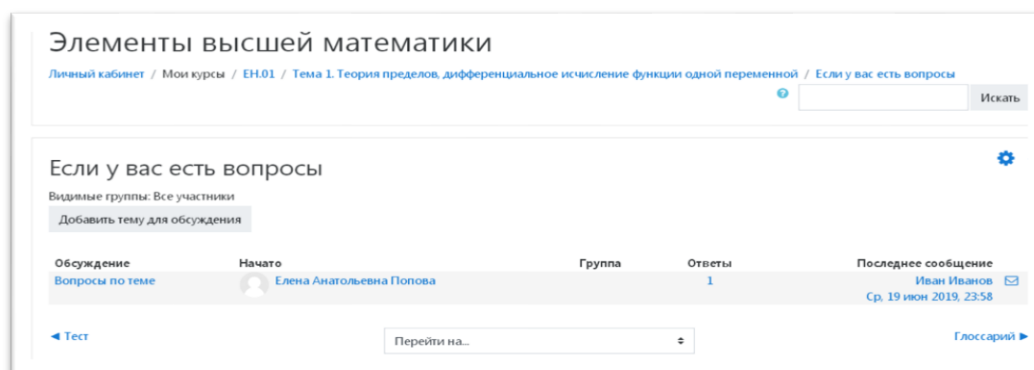 Элементы высшей математики
Личный кабинет / Мои курсы / ЕН.01 / Тема 1. Теория пределов, дифференциальное исчисление функции одной переменной / Если у вас есть вопросы
Искать
Если у вас есть вопросы
Видимые группы: Все участники
Добавить тему для обсуждения
Обсуждение Начато Группа Ответы Последнее сообщение
Вопросы по теме Елена Анатольевна Попова 1 Иван Иванов
Ср, 19 июн 2019, 23:58
◄ Тест Перейти на... Глоссарий ►